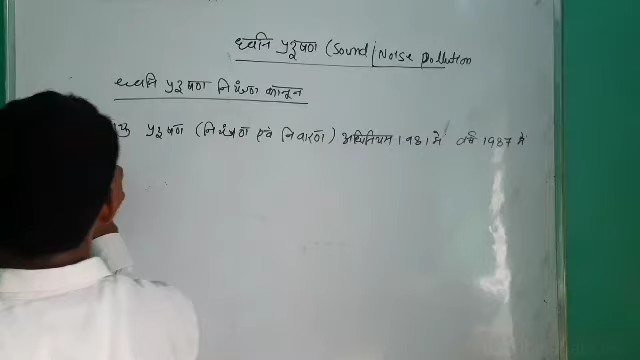 ध्वनि प्रदूषण (Sound / Noise Pollution
ध्वनि प्रदूषण नियंत्रण कानून
प्रदूषण (नियंत्रण एवं निवारण) अधिनियम 1981 में वर्ष 1987 में